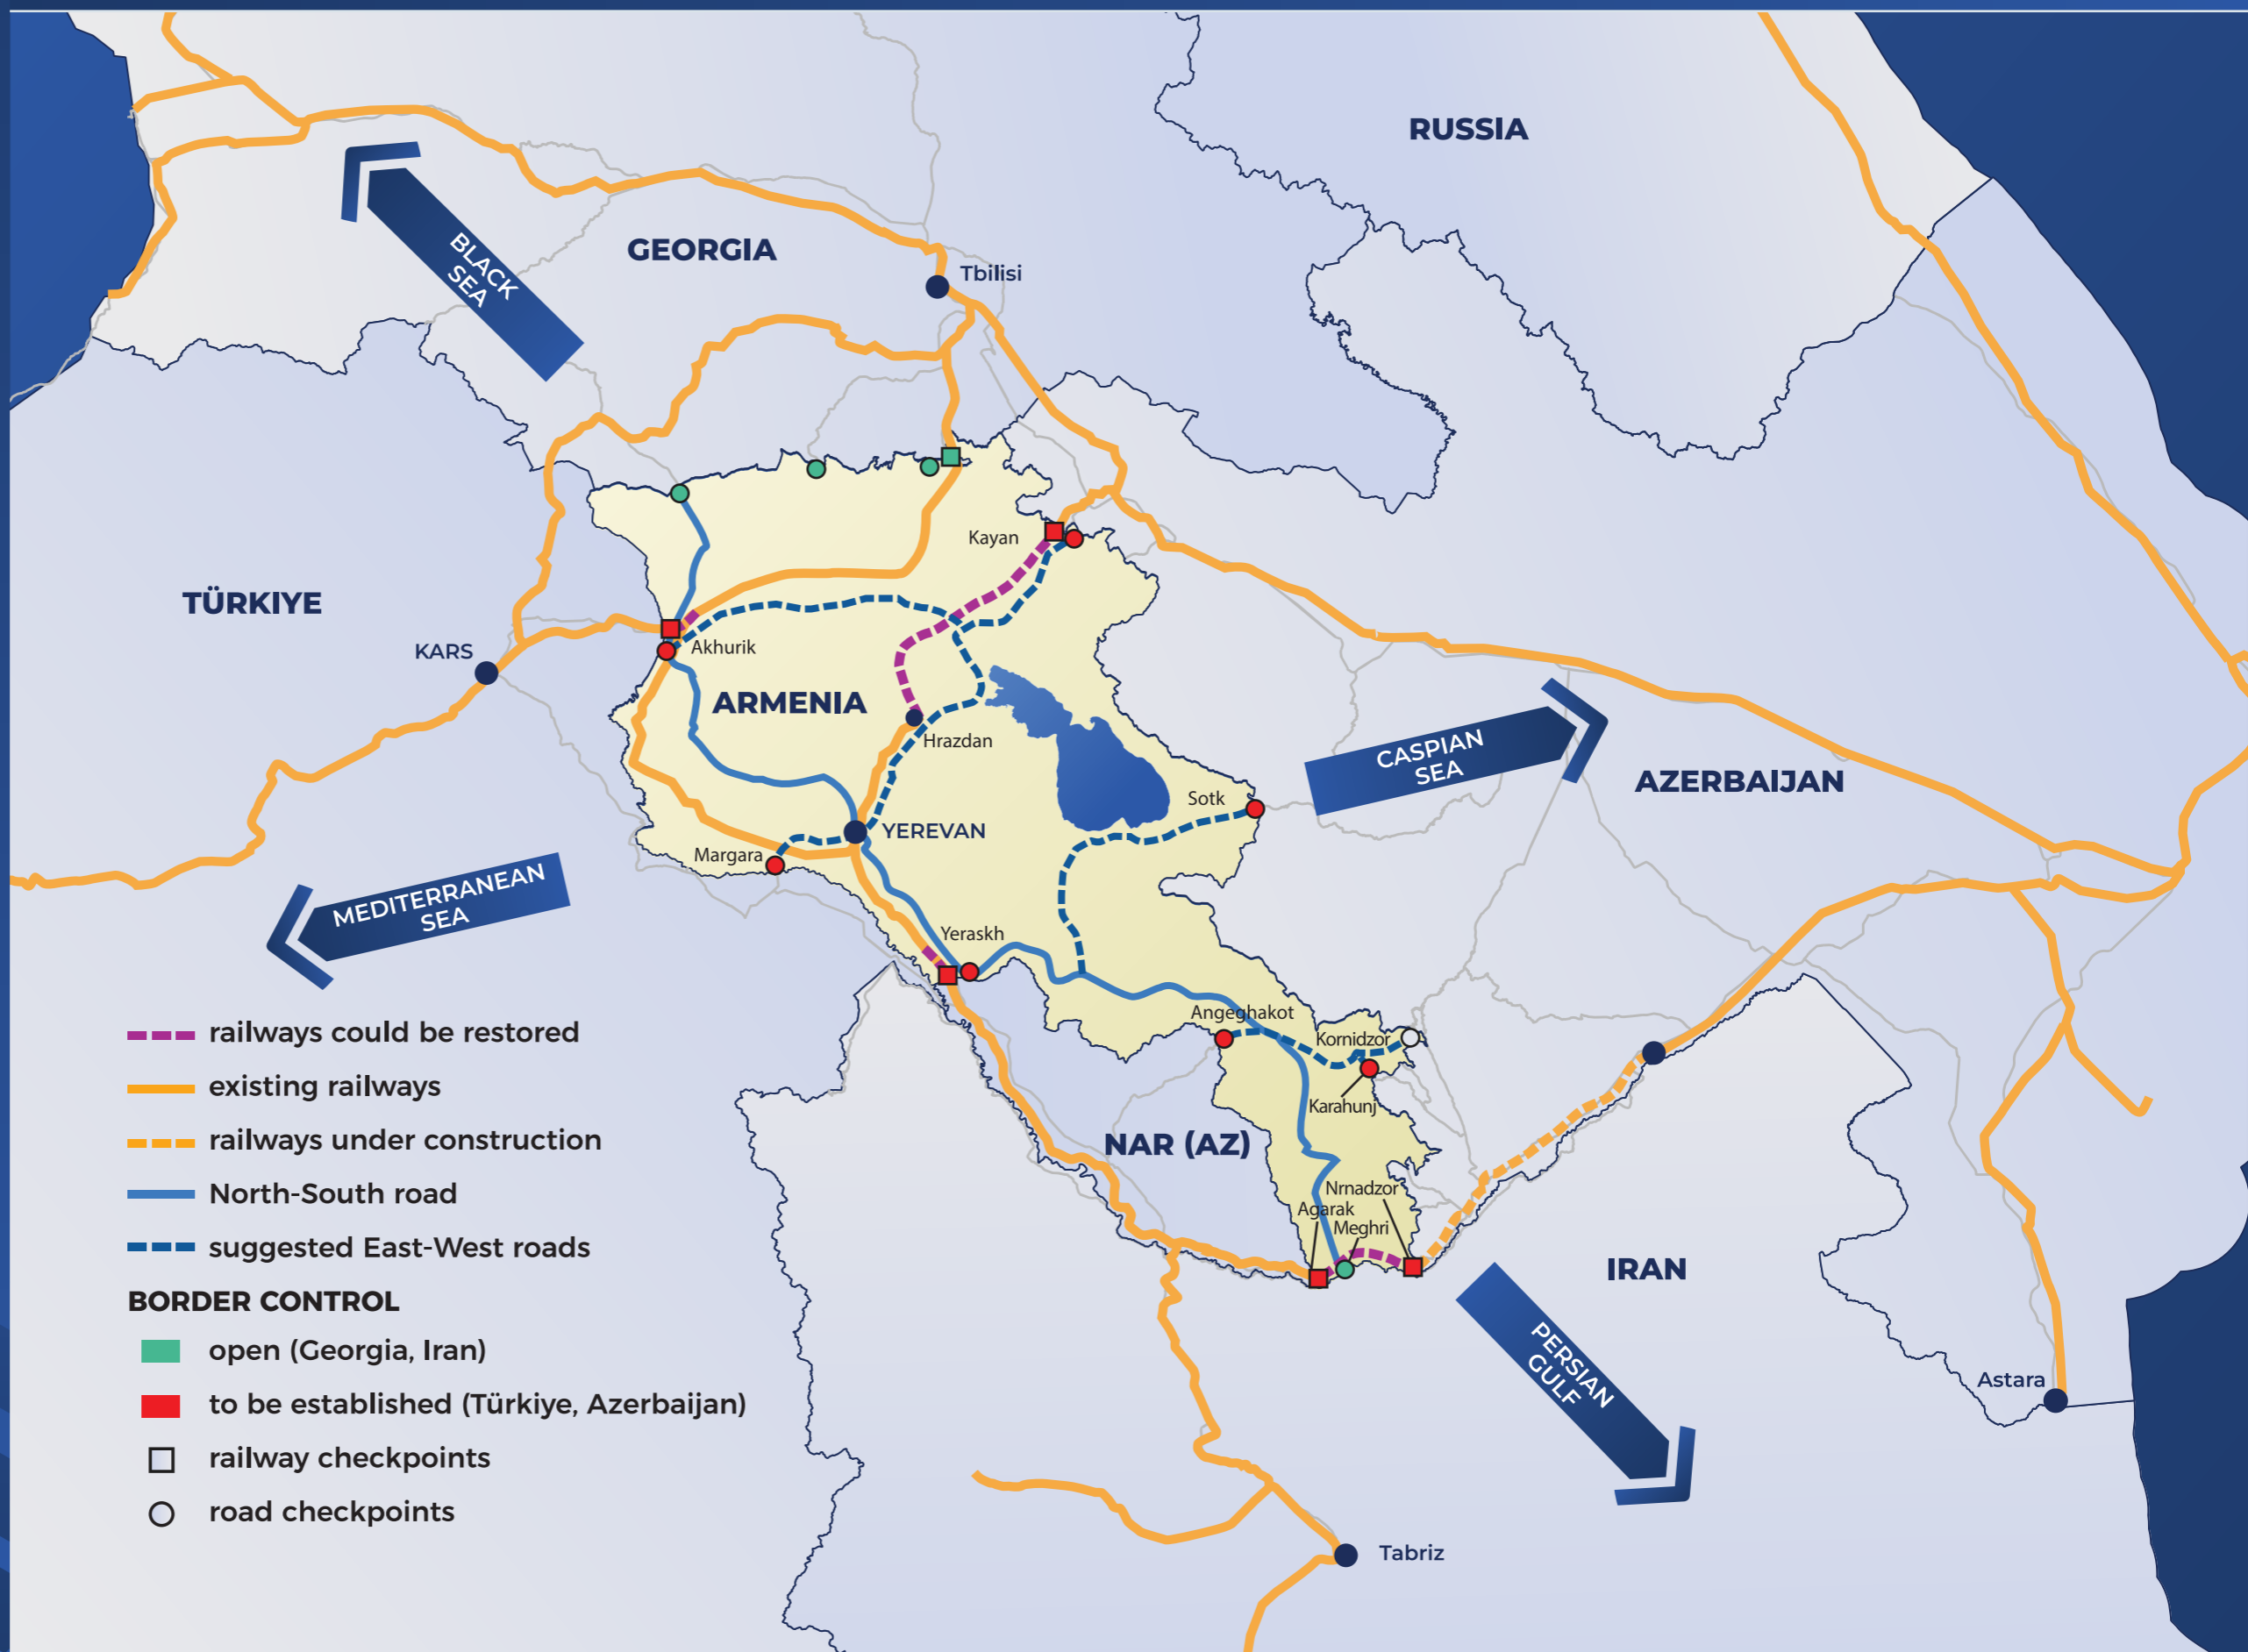 RUSSIA
GEORGIA
BLACK
SEA
Tbilisi
Kayan
TÜRKIYE
KARS
Akhurik
ARMENIA
Hrazdan
CASPIAN
SEA
AZERBAIJAN
Sotk
YEREVAN
Margara
MEDITERRANEAN
SEA
Yeraskh
Angeghakot
Kornidzor
Karahunj
NAR (AZ)
Nrnadzor
Agarak
Meghri
IRAN
PERSIAN
GULF
Astara
Tabriz
railways could be restored
existing railways
railways under construction
North-South road
suggested East-West roads
BORDER CONTROL
open (Georgia, Iran)
to be established (Türkiye, Azerbaijan)
railway checkpoints
road checkpoints